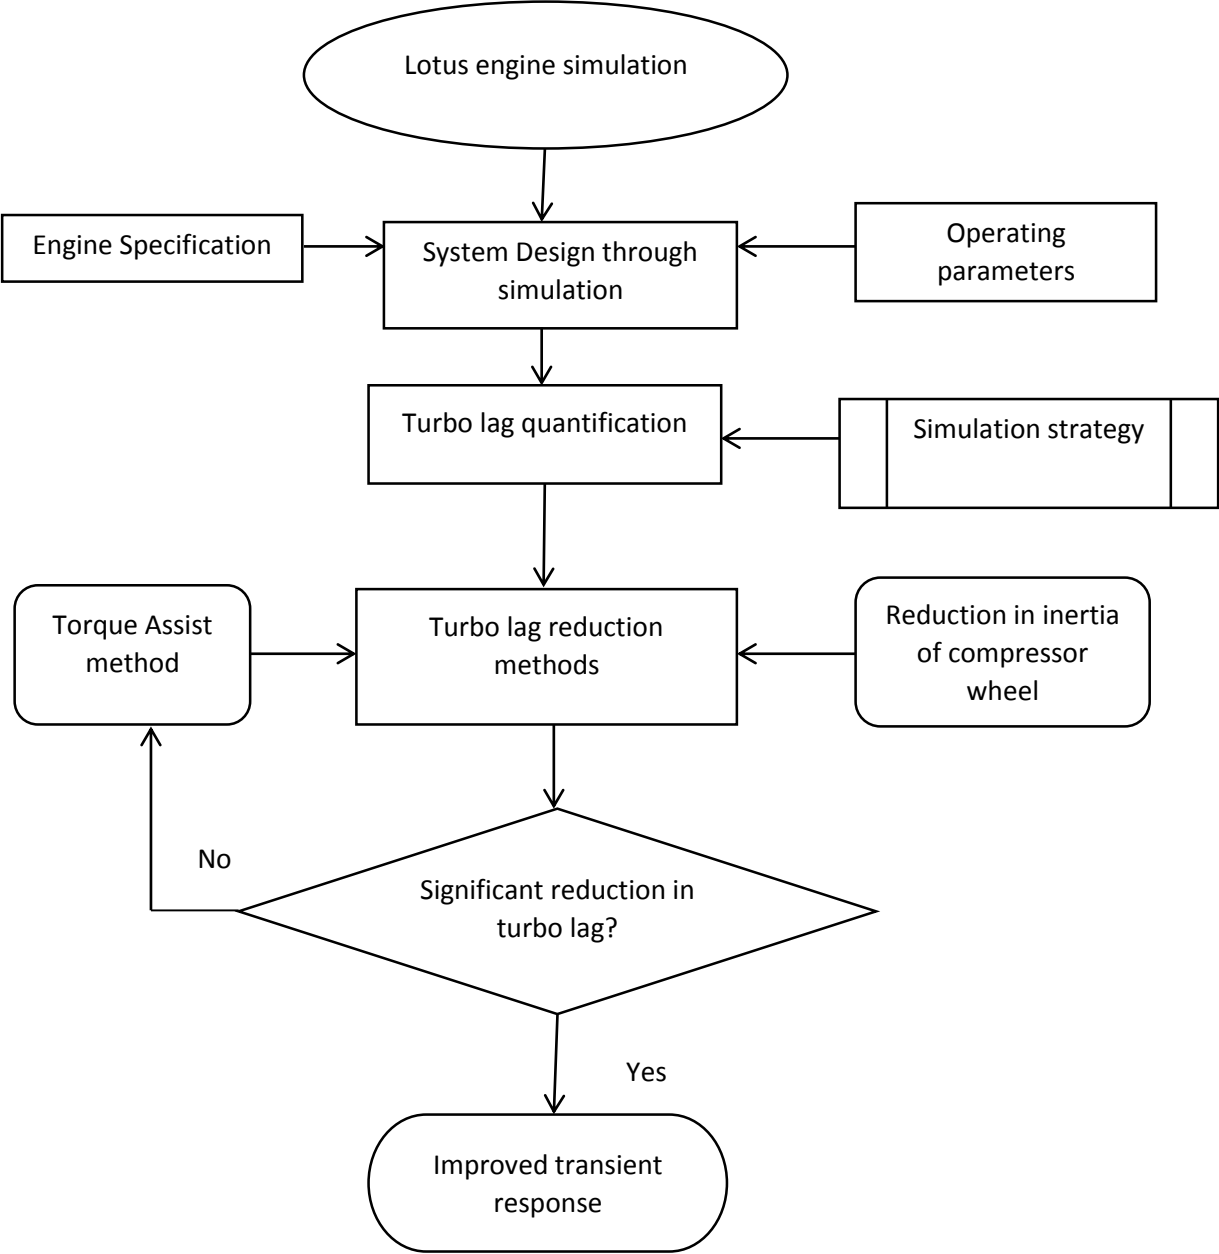 Lotus engine simulation
Engine Specification
System Design through
simulation
Operating
parameters
Turbo lag quantification
Simulation strategy
Torque Assist
method
Turbo lag reduction
methods
Reduction in inertia
of compressor
wheel
No
Significant reduction in
turbo lag?
Yes
Improved transient
response